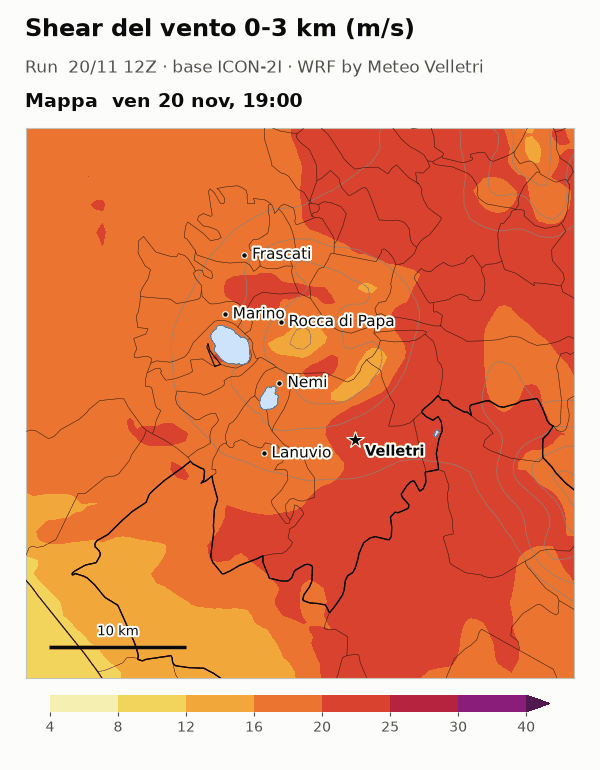 Shear del vento 0-3 km (m/s)
Run  20/11 12Z · base ICON-2I · WRF by Meteo Velletri
Mappa  ven 20 nov, 19:00
Frascati
Marino
Rocca di Papa
Nemi
Velletri
Lanuvio
10 km
4 8 12 16 20 25 30 40